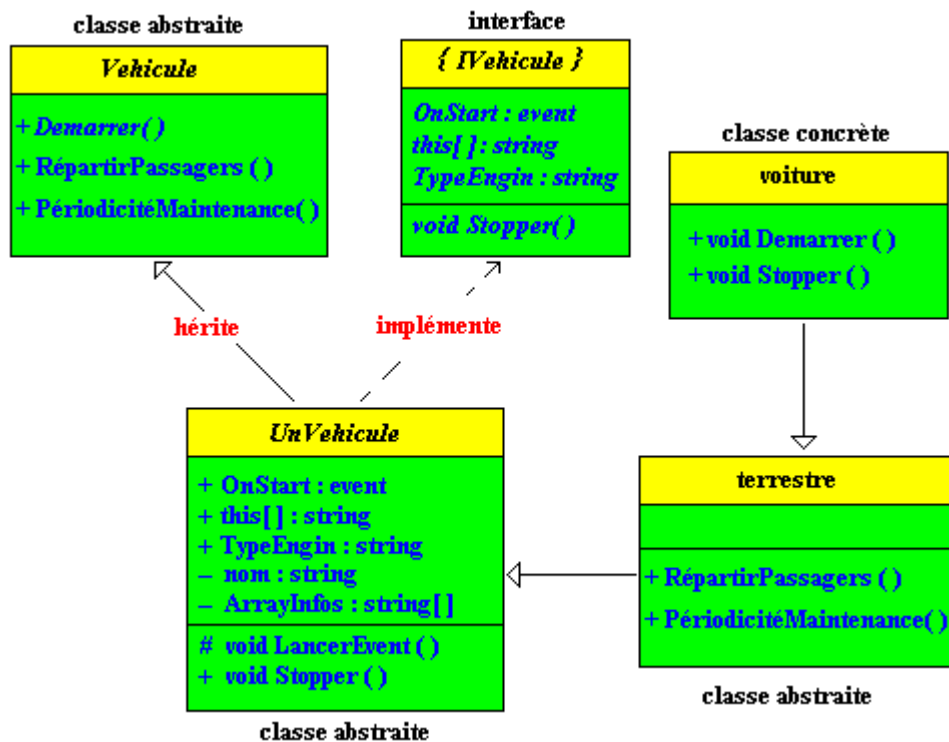 classe abstraite
Vehicule
+ Demarrer( )
+ RépartirPassagers ( )
+ PériodicitéMaintenance( )
interface
{ IVehicule }
OnStart : event
this[ ] : string
TypeEngin : string
void Stopper( )
classe concrète
voiture
+ void Demarrer ( )
+ void Stopper ( )
hérite
implémente
UnVehicule
+ OnStart : event
+ this[ ] : string
+ TypeEngin : string
– nom : string
– ArrayInfos : string[ ]
# void LancerEvent ( )
+ void Stopper ( )
classe abstraite
terrestre
+ RépartirPassagers ( )
+ PériodicitéMaintenance( )
classe abstraite